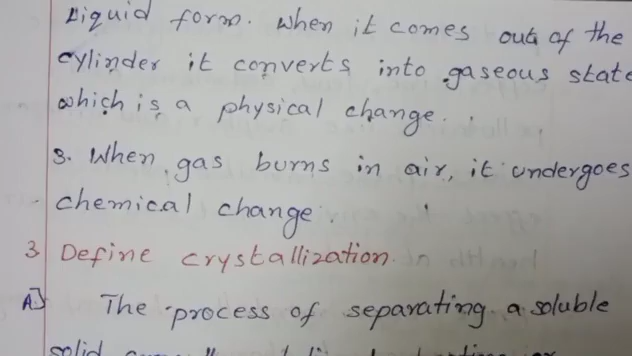 Liquid form. When it comes out of the
cylinder it converts into gaseous state
which is a physical change.
3. When gas burns in air, it undergoes
chemical change.
3 Define crystallization.
A] The process of separating a soluble
solid